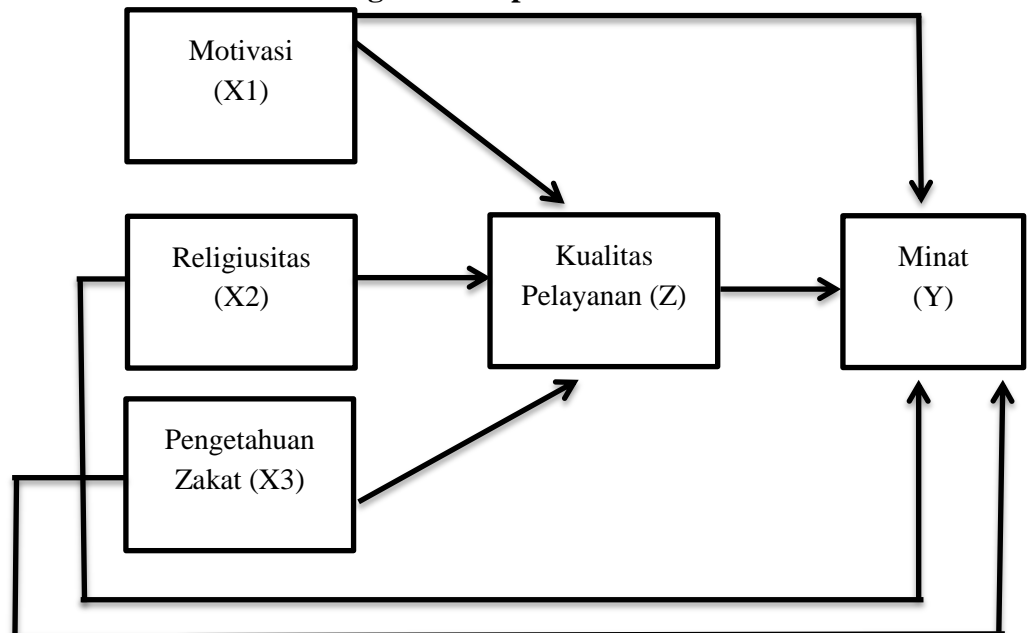 Motivasi
(X1)
Religiusitas
(X2)
Kualitas
Pelayanan (Z)
Minat
(Y)
Pengetahuan
Zakat (X3)